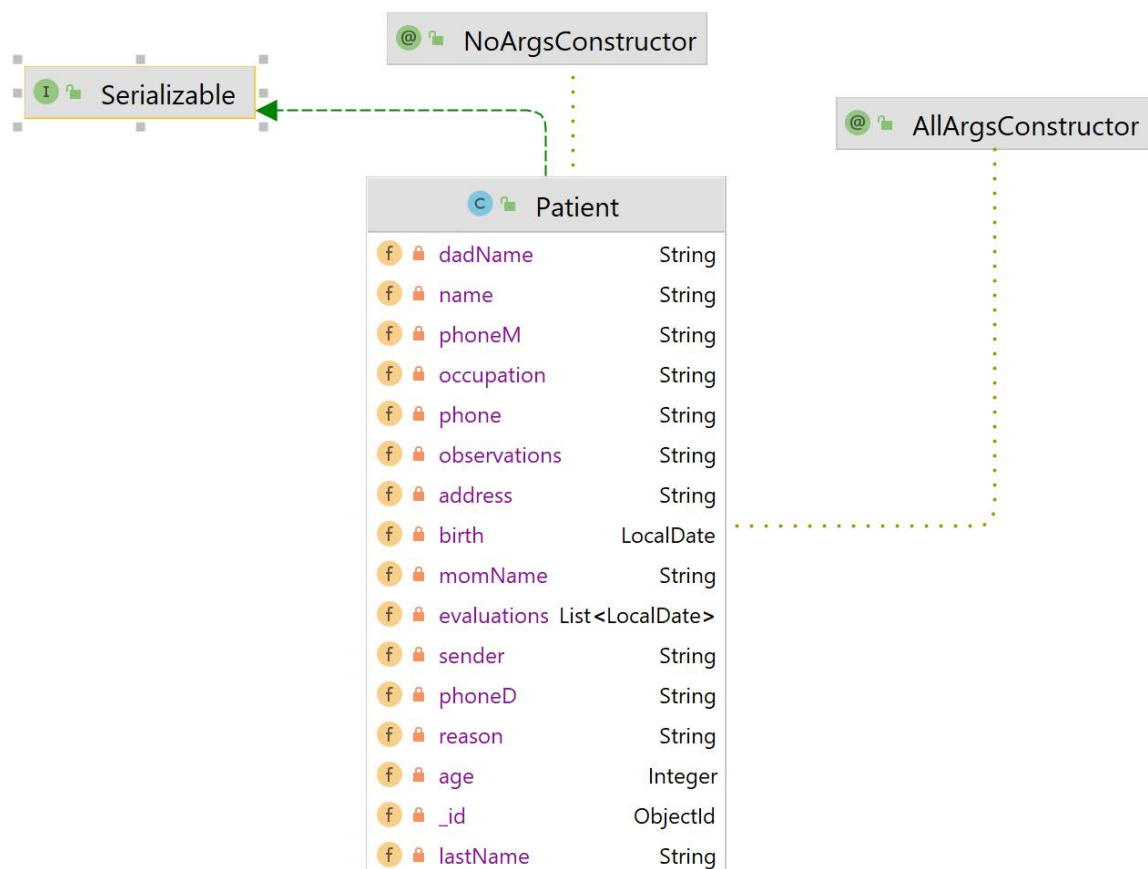 @ NoArgsConstructor
I Serializable
@ AllArgsConstructor
C Patient
f dadName String
f name String
f phoneM String
f occupation String
f phone String
f observations String
f address String
f birth LocalDate
f momName String
f evaluations List<LocalDate>
f sender String
f phoneD String
f reason String
f age Integer
f _id ObjectId
f lastName String